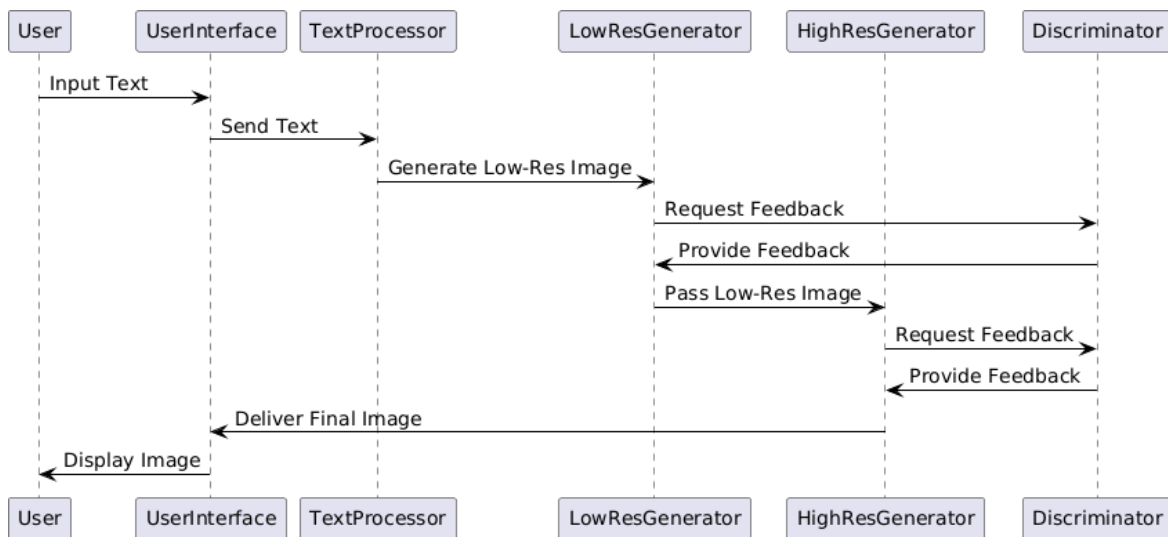 User UserInterface TextProcessor LowResGenerator HighResGenerator Discriminator
Input Text
Send Text
Generate Low-Res Image
Request Feedback
Provide Feedback
Pass Low-Res Image
Request Feedback
Provide Feedback
Deliver Final Image
Display Image
User UserInterface TextProcessor LowResGenerator HighResGenerator Discriminator